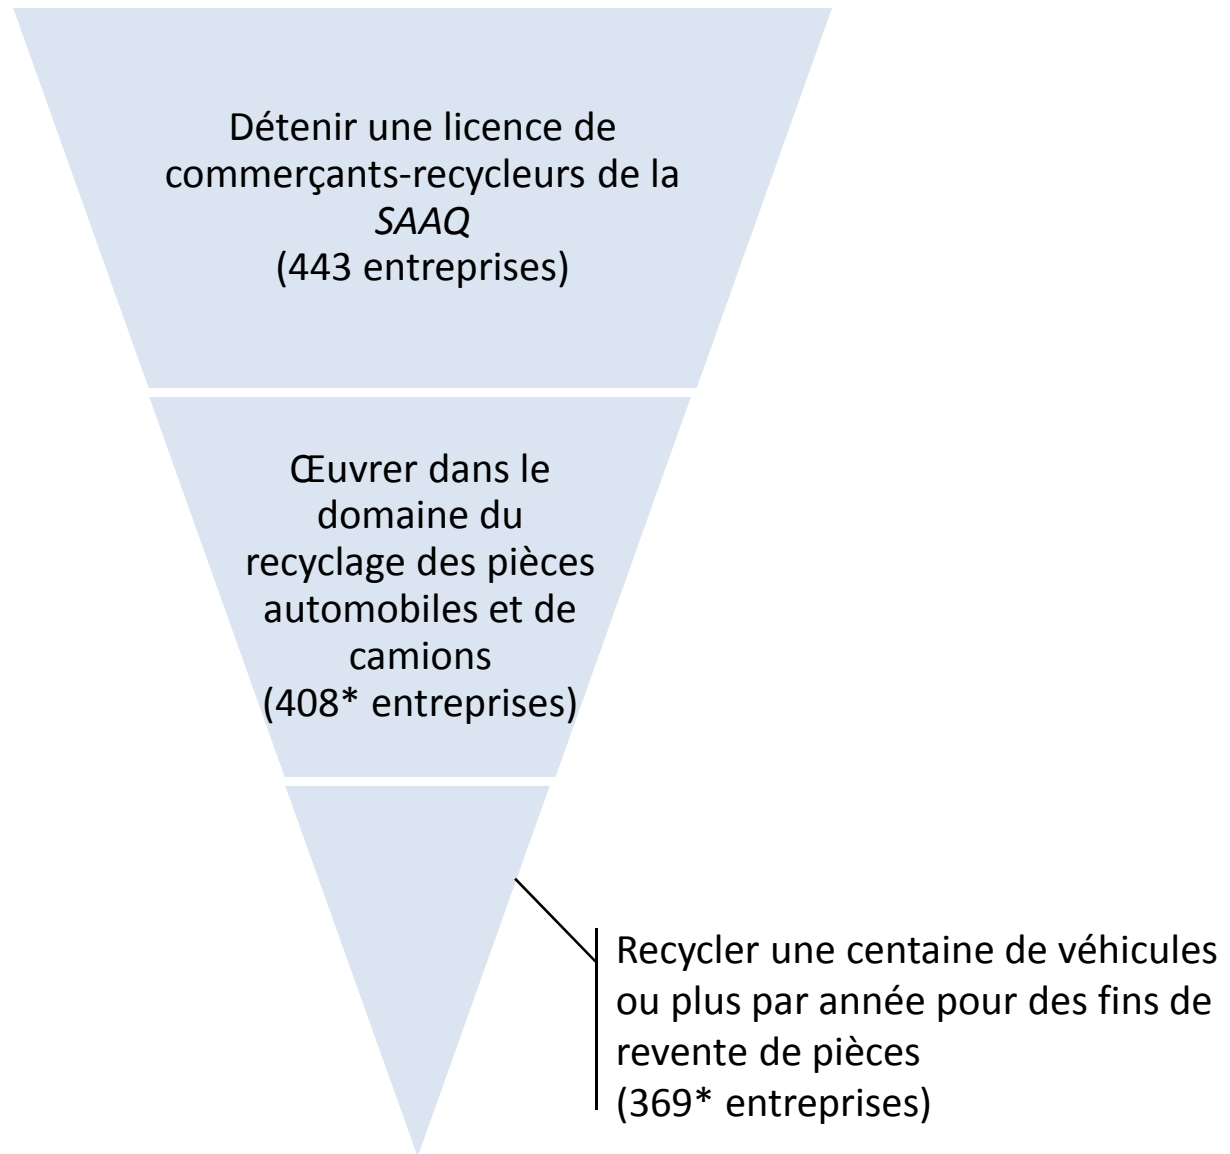 Détenir une licence de
commerçants-recycleurs de la
SAAQ
(443 entreprises)
Œuvrer dans le
domaine du
recyclage des pièces
automobiles et de
camions
(408* entreprises)
Recycler une centaine de véhicules
ou plus par année pour des fins de
revente de pièces
(369* entreprises)